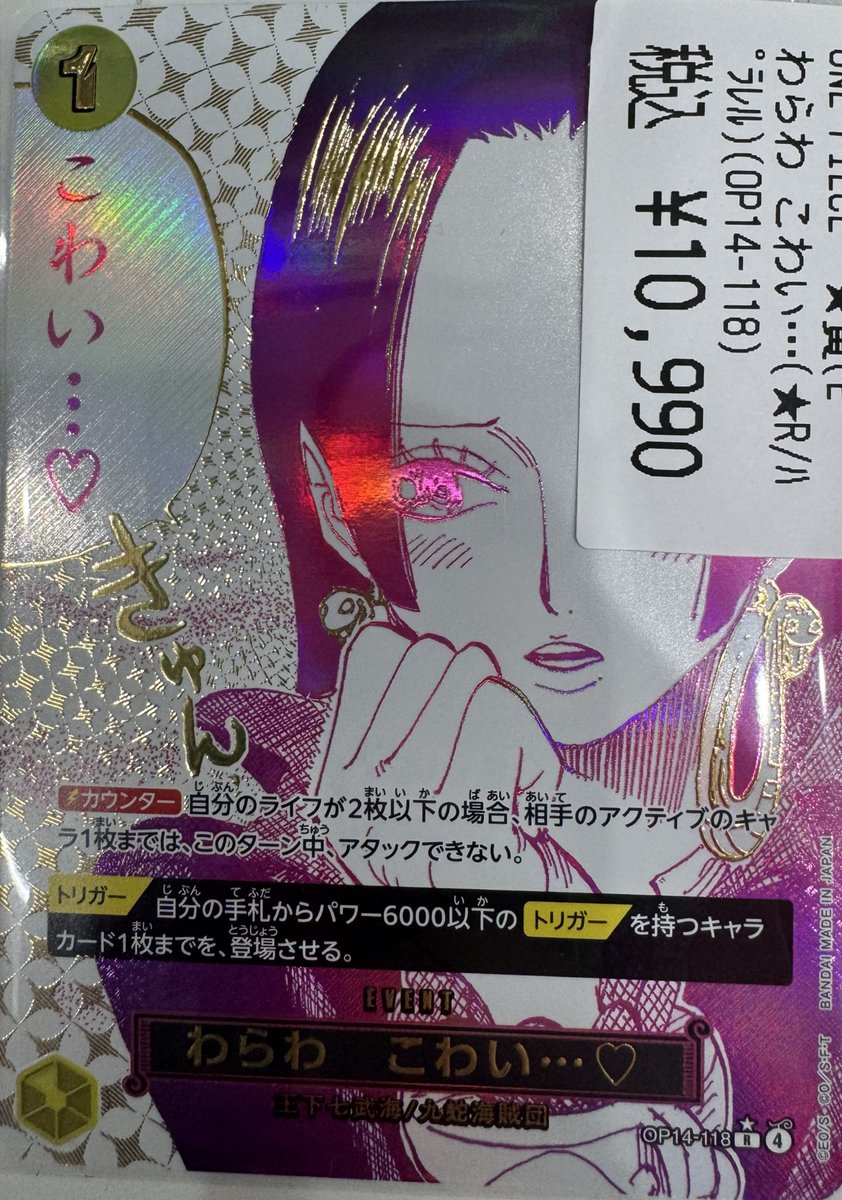 1
こわい…♡
きゅん
ONE PIECE ★黄(E
わらわ こわい…(★R/パ
ラレル)(OP14-118)
税込 ¥10,990
カウンター 自分のライフが2枚以下の場合、相手のアクティブのキャ
ラ1枚までは、このターン中、アタックできない。
トリガー 自分の手札からパワー6000以下の トリガー を持つキャラ
カード1枚までを、登場させる。
EVENT
わらわ こわい…♡
王下七武海/九蛇海賊団
OP14-118 R 4
©E.O./S. ©O./S・F・T BANDAI MADE IN JAPAN